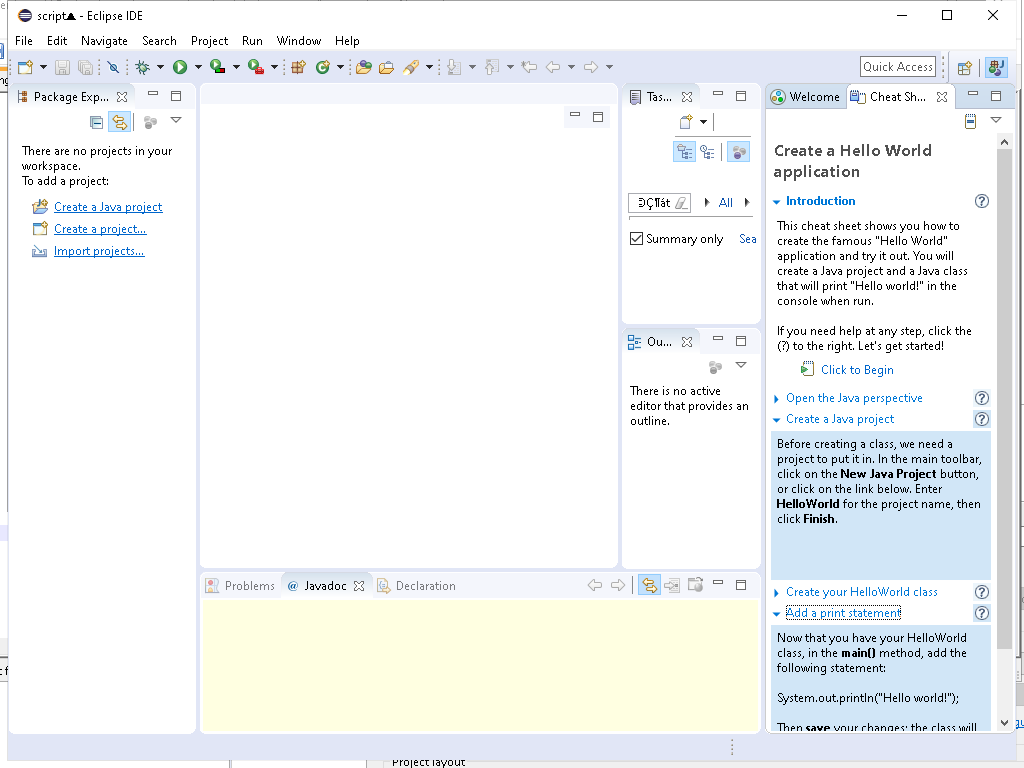 script▲ - Eclipse IDE
File Edit Navigate Search Project Run Window Help
Quick Access
Package Exp...
There are no projects in your
workspace.
To add a project:
Create a Java project
Create a project...
Import projects...
Tas...
All
Summary only Sea
Ou...
There is no active
editor that provides an
outline.
Problems @ Javadoc Declaration
Welcome Cheat Sh...
Create a Hello World
application
Introduction
This cheat sheet shows you how to
create the famous "Hello World"
application and try it out. You will
create a Java project and a Java class
that will print "Hello world!" in the
console when run.
If you need help at any step, click the
(?) to the right. Let's get started!
Click to Begin
Open the Java perspective
Create a Java project
Before creating a class, we need a
project to put it in. In the main toolbar,
click on the New Java Project button,
or click on the link below. Enter
HelloWorld for the project name, then
click Finish.
Create your HelloWorld class
Add a print statement
Now that you have your HelloWorld
class, in the main() method, add the
following statement:
System.out.println("Hello world!");
Then save your changes; the class will
Project layout